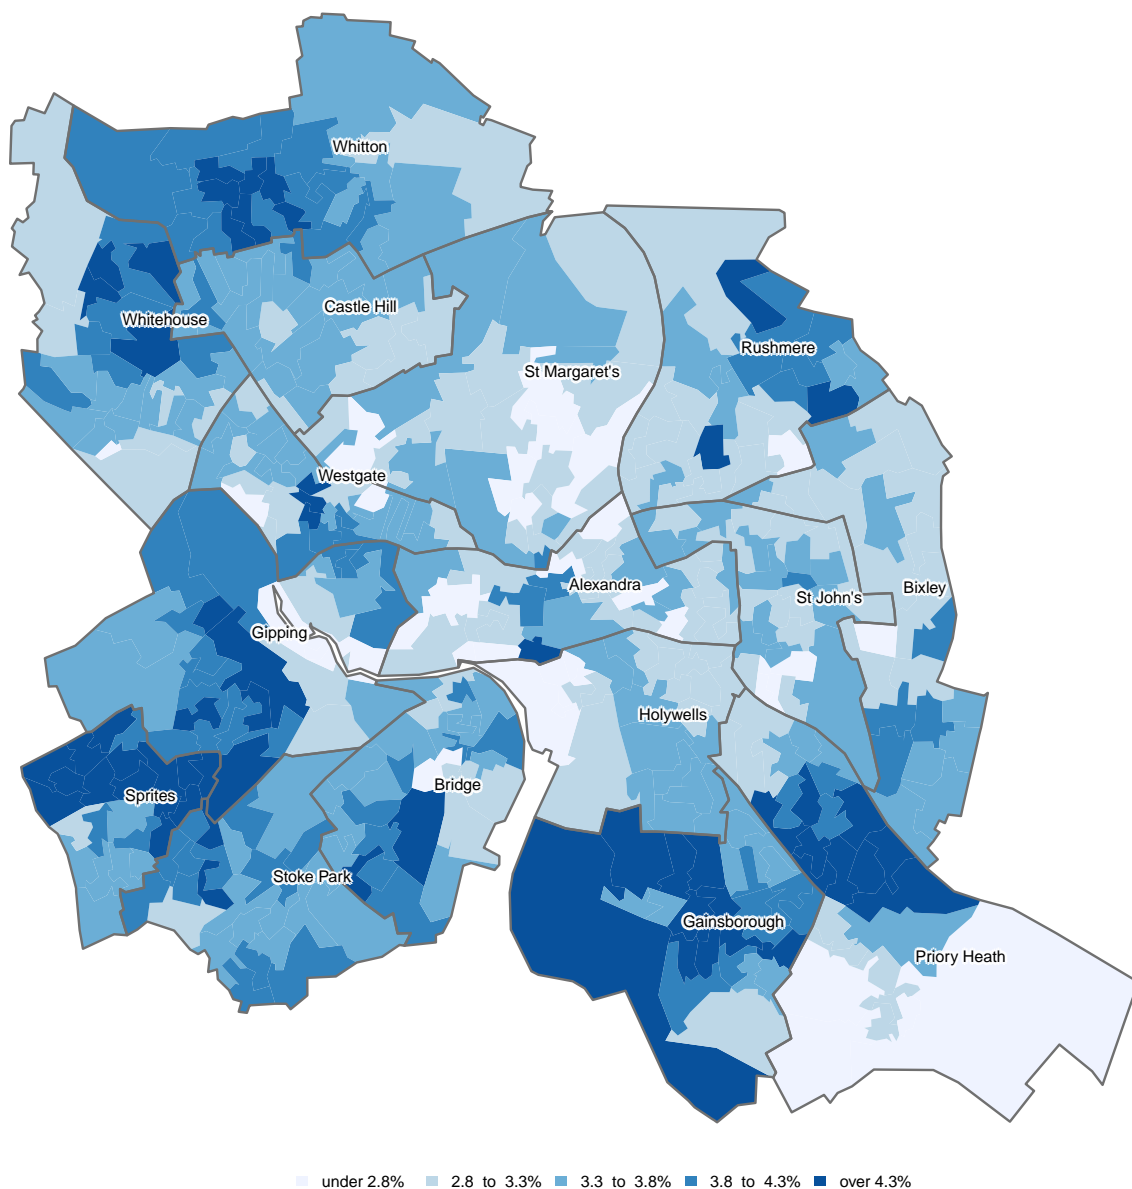 Whitton
Castle Hill
Whitehouse
Rushmere
St Margaret's
Westgate
Alexandra
Bixley
St John's
Gipping
Holywells
Bridge
Sprites
Stoke Park
Gainsborough
Priory Heath
under 2.8% 2.8 to 3.3% 3.3 to 3.8% 3.8 to 4.3% over 4.3%